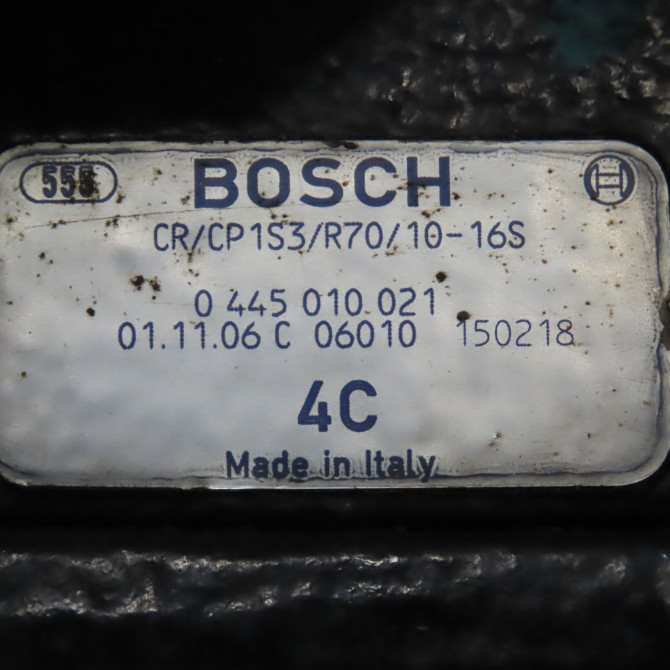 555 BOSCH
CR/CP1S3/R70/10-16S
0 445 010 021
01.11.06 C 06010 150218
4C
Made in Italy